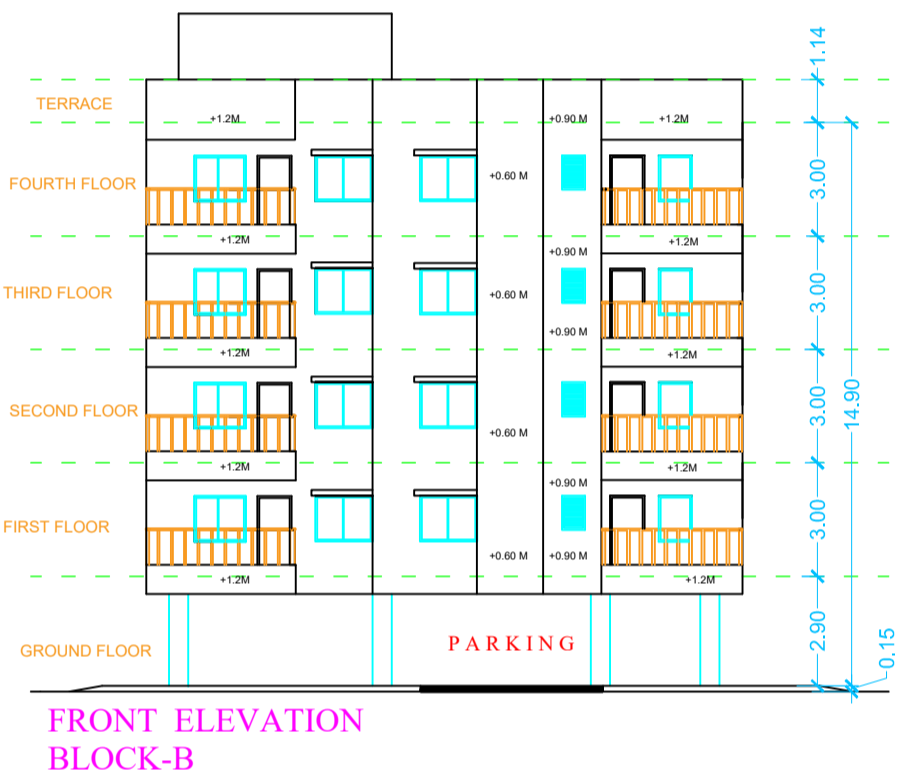 1.14
TERRACE
+1.2M
+0.90 M
+1.2M
FOURTH FLOOR
+0.60 M
3.00
+1.2M
+0.90 M
+1.2M
THIRD FLOOR
+0.60 M
3.00
+0.90 M
+1.2M
+1.2M
SECOND FLOOR
+0.60 M
3.00
14.90
+1.2M
+0.90 M
+1.2M
FIRST FLOOR
+0.60 M
+0.90 M
3.00
+1.2M
+1.2M
GROUND FLOOR
PARKING
2.90
0.15
FRONT ELEVATION
BLOCK-B